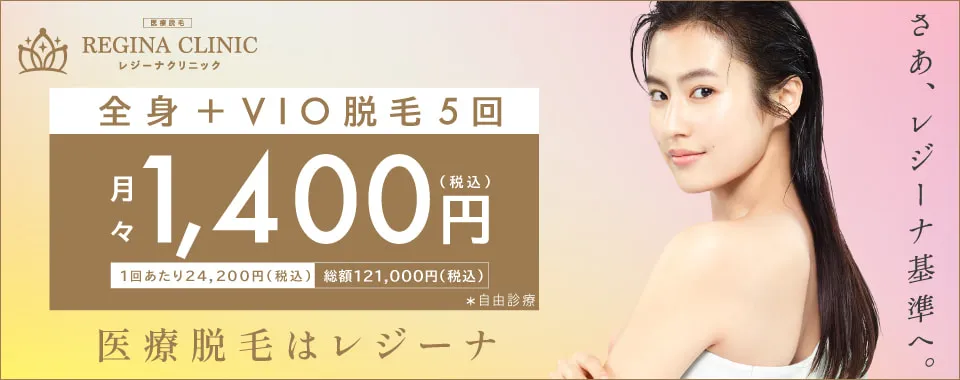 医療脱毛
REGINA CLINIC
レジーナクリニック
全身＋VIO脱毛5回
月々1,400円(税込)
1回あたり24,200円(税込) 総額121,000円(税込)
＊自由診療
医療脱毛はレジーナ
さあ、レジーナ基準へ。